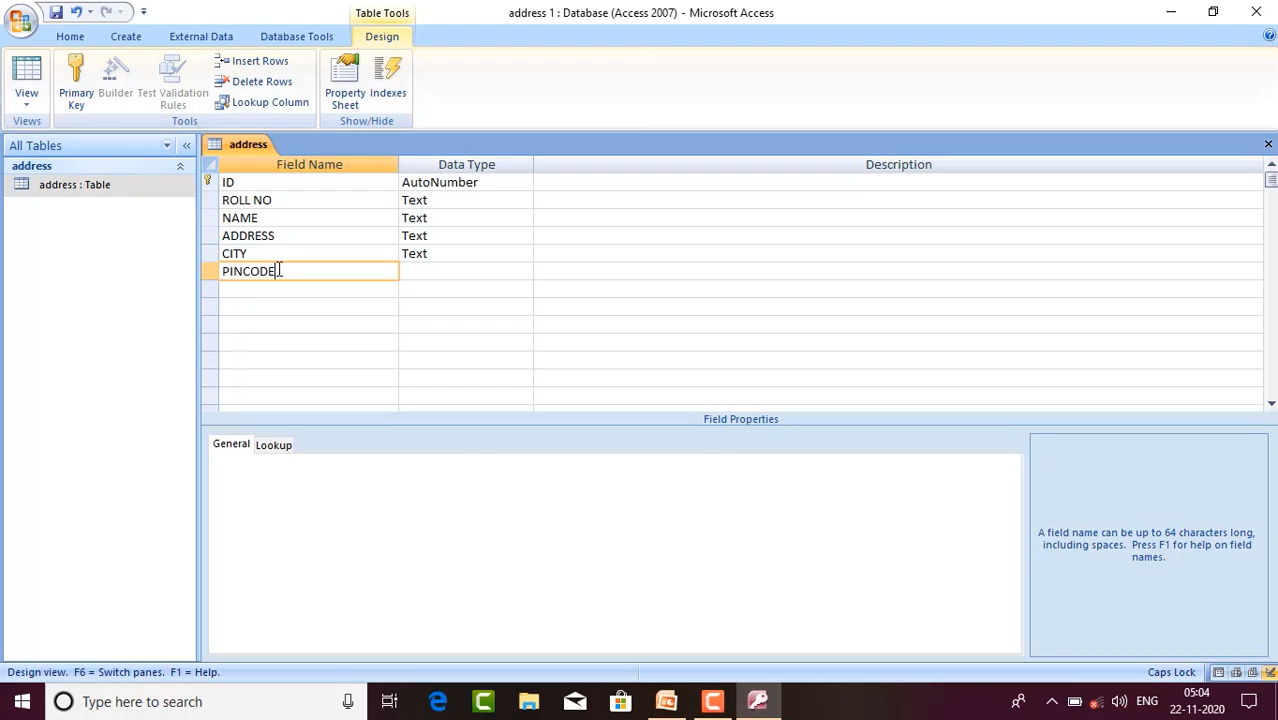 Table Tools
address 1 : Database (Access 2007) - Microsoft Access
Home Create External Data Database Tools Design
View
Primary Key
Builder
Test Validation Rules
Insert Rows
Delete Rows
Lookup Column
Property Sheet
Indexes
Views Tools Show/Hide
All Tables
address
address
address : Table
Field Name Data Type Description
ID AutoNumber
ROLL NO Text
NAME Text
ADDRESS Text
CITY Text
PINCODE
Field Properties
General Lookup
A field name can be up to 64 characters long,
including spaces. Press F1 for help on field
names.
Design view. F6 = Switch panes. F1 = Help.
Caps Lock
Type here to search
ENG
05:04
22-11-2020